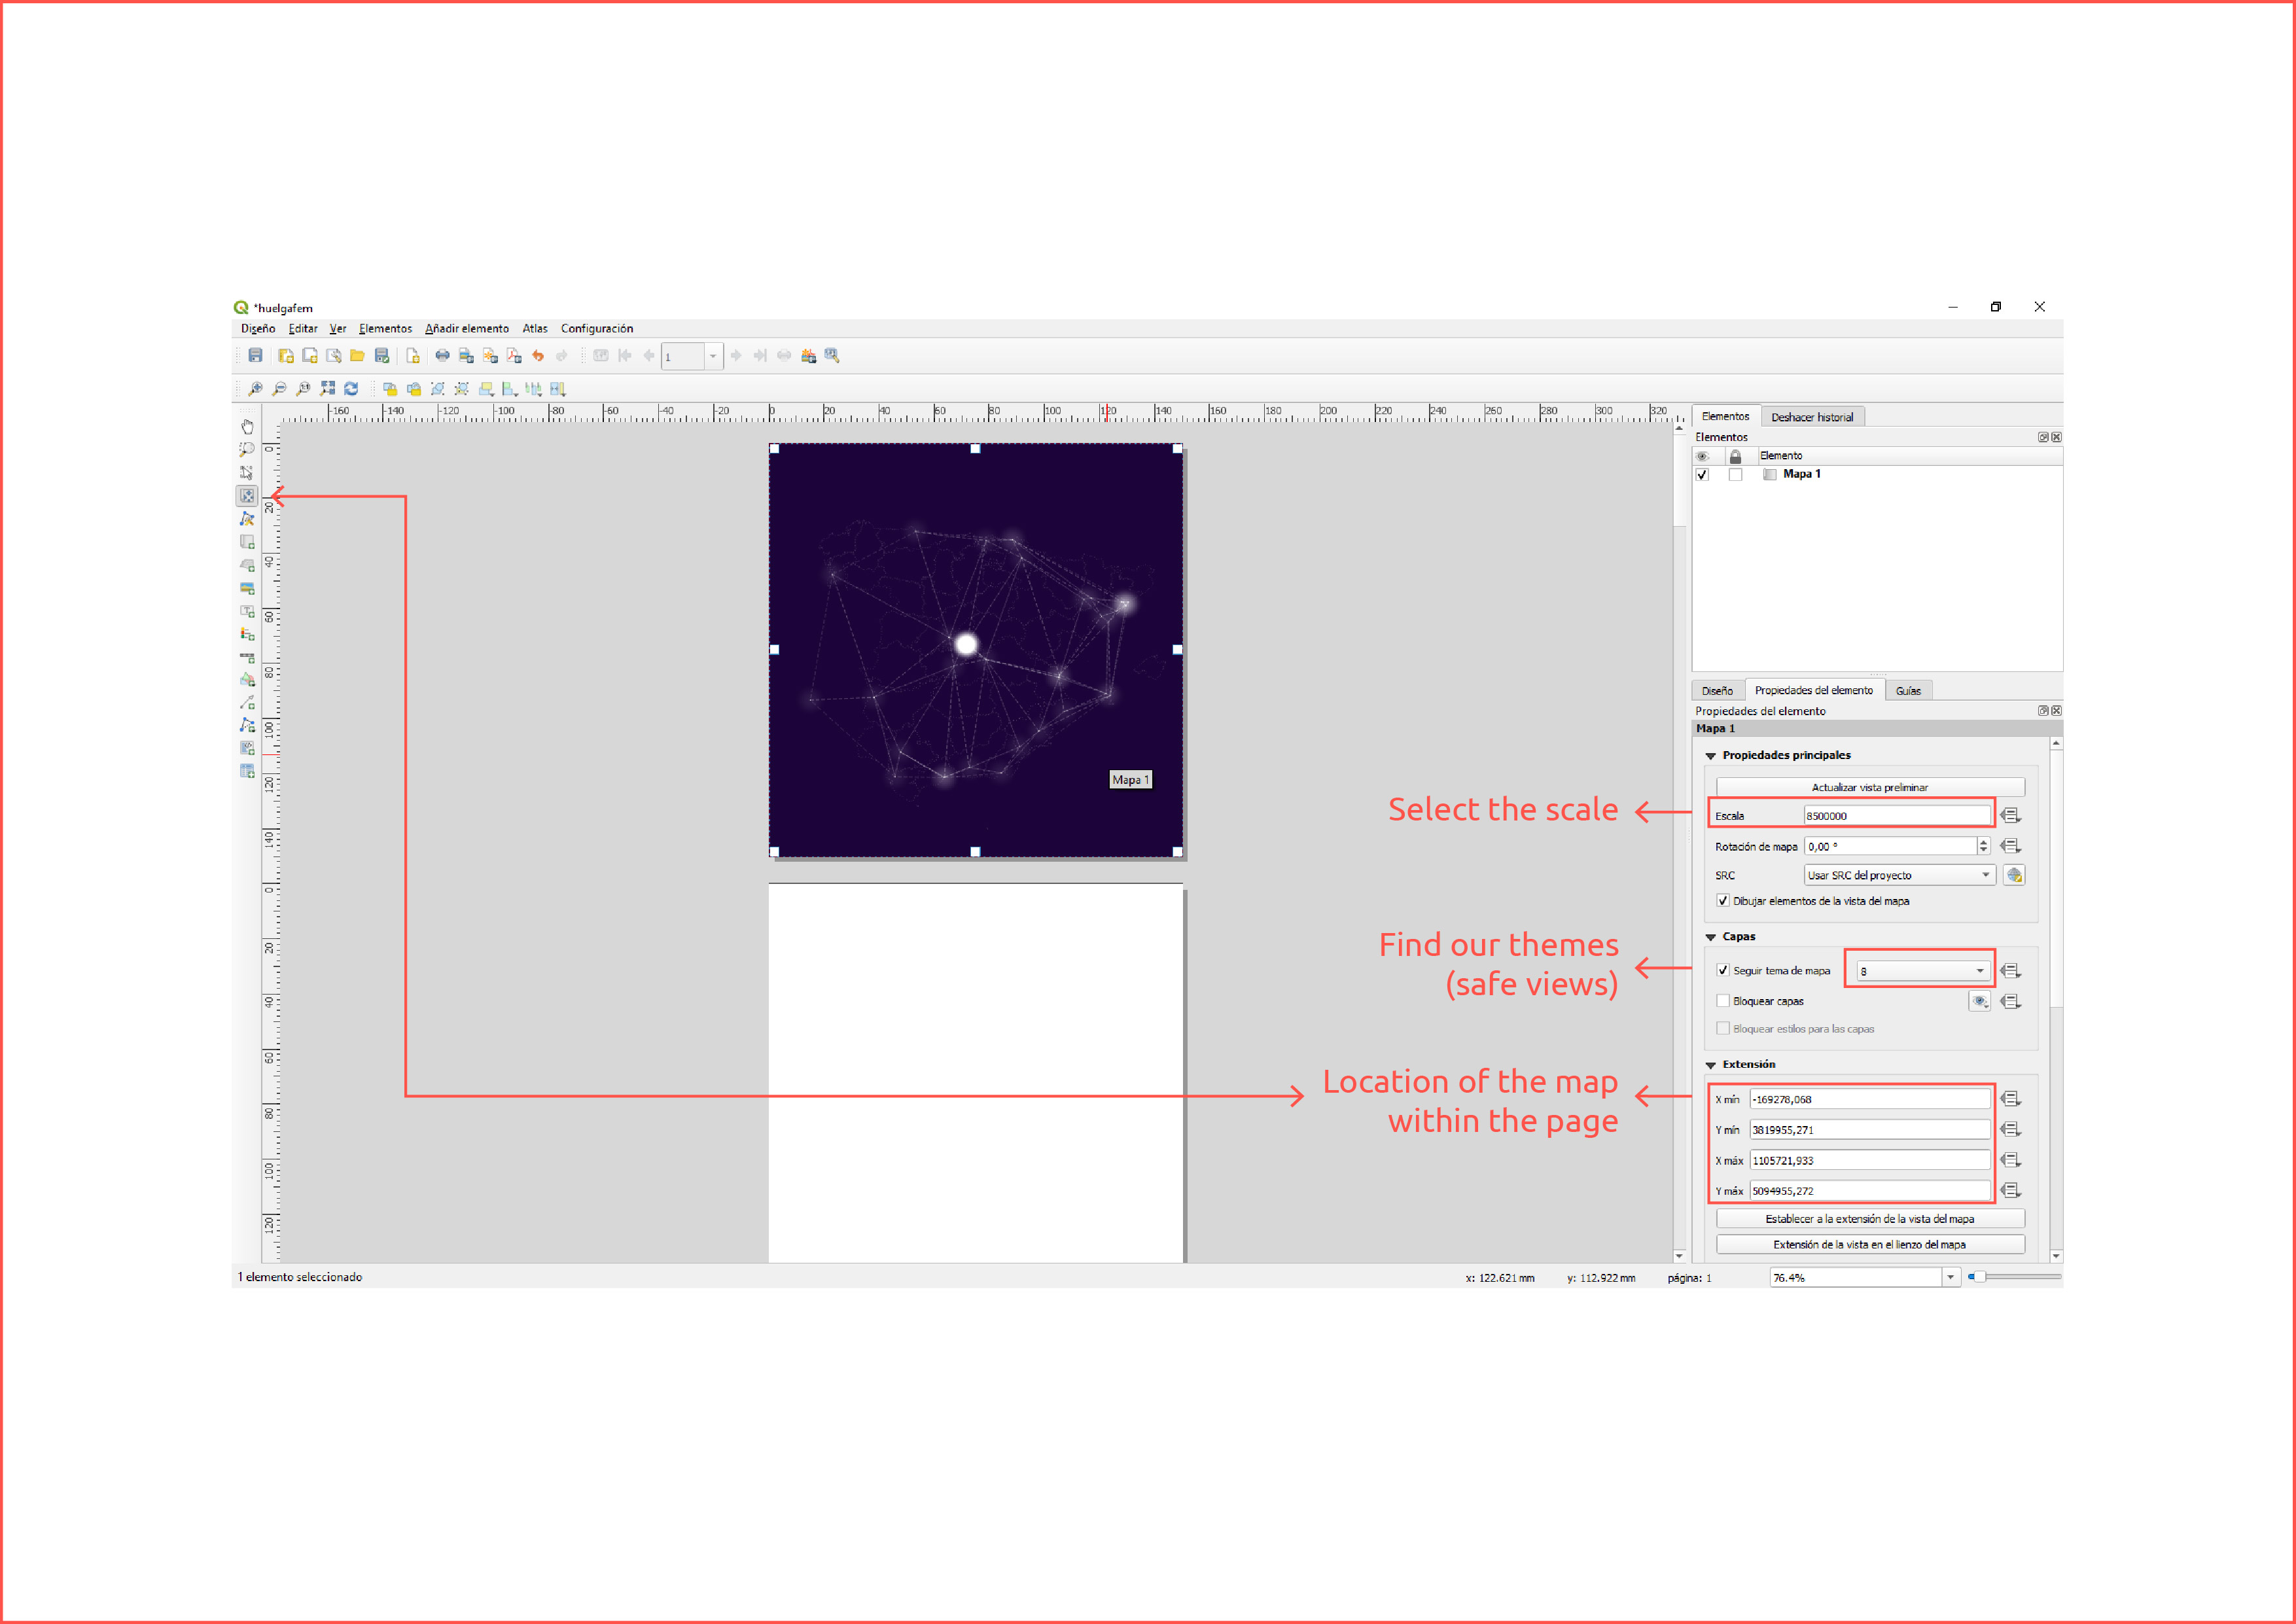 *huelgafem
Diseño Editar Ver Elementos Añadir elemento Atlas Configuración
1
-160 -140 -120 -100 -80 -60 -40 -20 0 20 40 60 80 100 120 140 160 180 200 220 240 260 280 300 320
0
20
40
60
80
100
120
140
0
20
40
60
80
100
120
Mapa 1
Elementos Deshacer historial
Elementos
Elemento
Mapa 1
Diseño Propiedades del elemento Guías
Propiedades del elemento
Mapa 1
Propiedades principales
Actualizar vista preliminar
Select the scale
Escala 8500000
Rotación de mapa 0,00 °
SRC Usar SRC del proyecto
Dibujar elementos de la vista del mapa
Capas
Find our themes
(safe views)
Seguir tema de mapa 8
Bloquear capas
Bloquear estilos para las capas
Extensión
Location of the map
within the page
X mín -169278,068
Y mín 3819955,271
X máx 1105721,933
Y máx 5094955,272
Establecer a la extensión de la vista del mapa
Extensión de la vista en el lienzo del mapa
1 elemento seleccionado
x: 122.621 mm y: 112.922 mm página: 1 76.4%